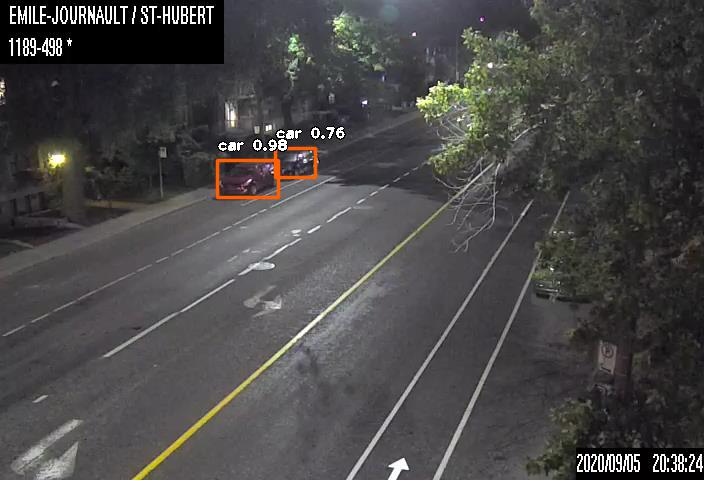 EMILE-JOURNAULT / ST-HUBERT
1189-498 *
car 0.98
car 0.76
2020/09/05 20:38:24